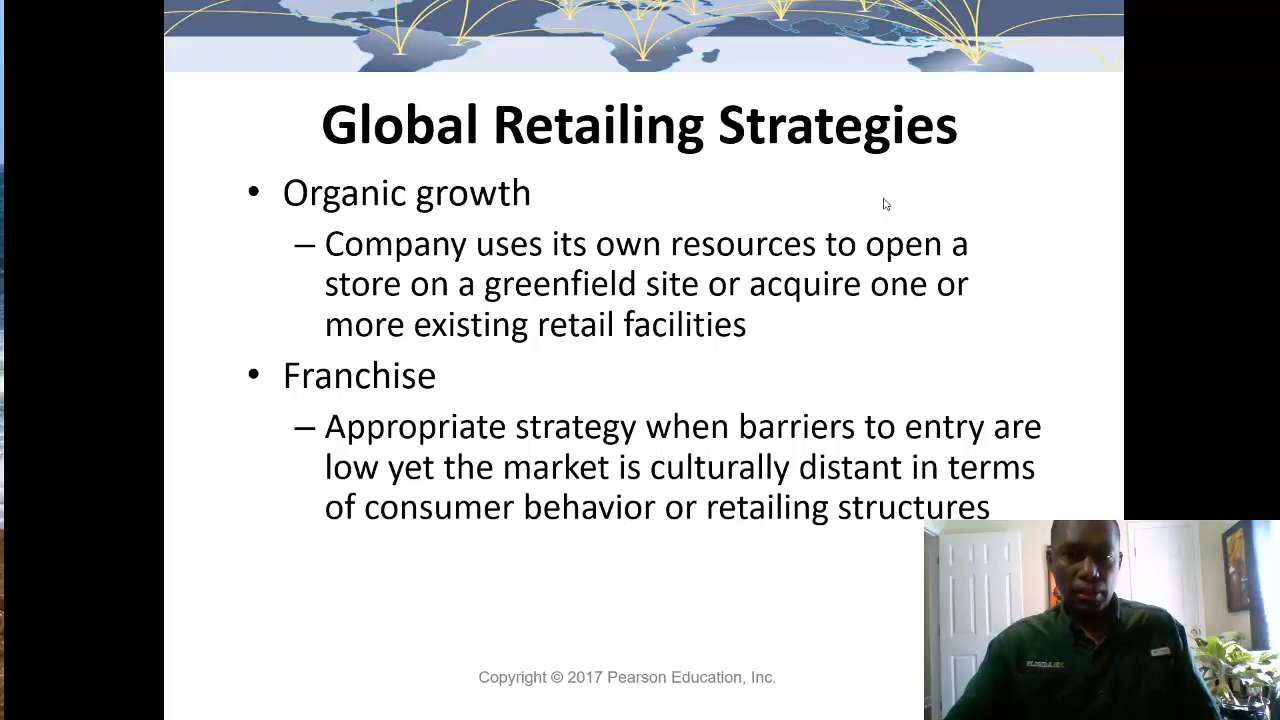 Global Retailing Strategies
• Organic growth
– Company uses its own resources to open a
store on a greenfield site or acquire one or
more existing retail facilities
• Franchise
– Appropriate strategy when barriers to entry are
low yet the market is culturally distant in terms
of consumer behavior or retailing structures
Copyright © 2017 Pearson Education, Inc.
FLORIDA